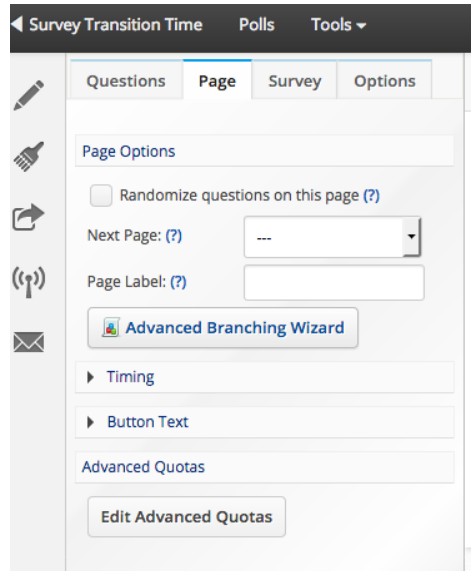 Survey Transition Time Polls Tools
Questions Page Survey Options
Page Options
Randomize questions on this page (?)
Next Page: (?) ---
Page Label: (?)
Advanced Branching Wizard
Timing
Button Text
Advanced Quotas
Edit Advanced Quotas